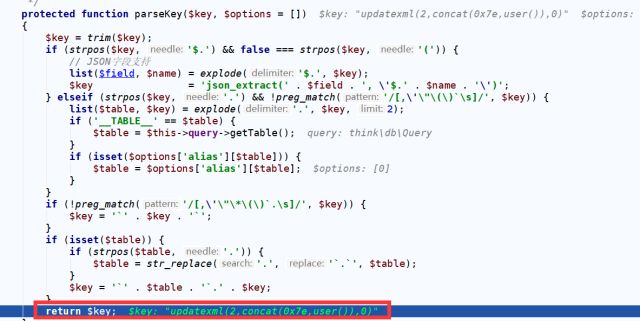 */
protected function parseKey($key, $options = []) $key: "updatexml(2,concat(0x7e,user()),0)" $options:
{
$key = trim($key);
if (strpos($key, needle: '$.') && false === strpos($key, needle: '(')) {
// JSON字段支持
list($field, $name) = explode( delimiter: '$.', $key);
$key = 'json_extract(' . $field . ', \'$.' . $name . '\')';
} elseif (strpos($key, needle: '.') && !preg_match( pattern: '/[,\'\"\(\)`\s]/', $key)) {
list($table, $key) = explode( delimiter: '.', $key, limit: 2);
if ('__TABLE__' == $table) {
$table = $this->query->getTable(); query: think\db\Query
}
if (isset($options['alias'][$table])) {
$table = $options['alias'][$table]; $options: [0]
}
}
if (!preg_match( pattern: '/[,\'\"\*\(\)`.\s]/', $key)) {
$key = '`' . $key . '`';
}
if (isset($table)) {
if (strpos($table, needle: '.')) {
$table = str_replace( search: '.', replace: '`.`', $table);
}
$key = '`' . $table . '`.' . $key;
}
return $key; $key: "updatexml(2,concat(0x7e,user()),0)"